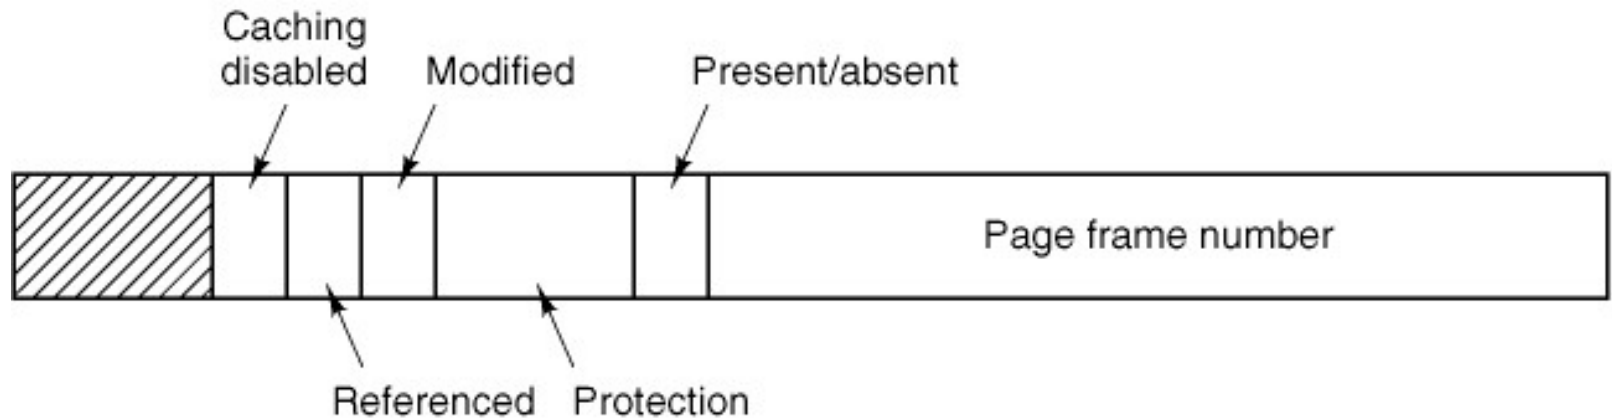 Caching
disabled
Modified
Present/absent
Page frame number
Referenced
Protection